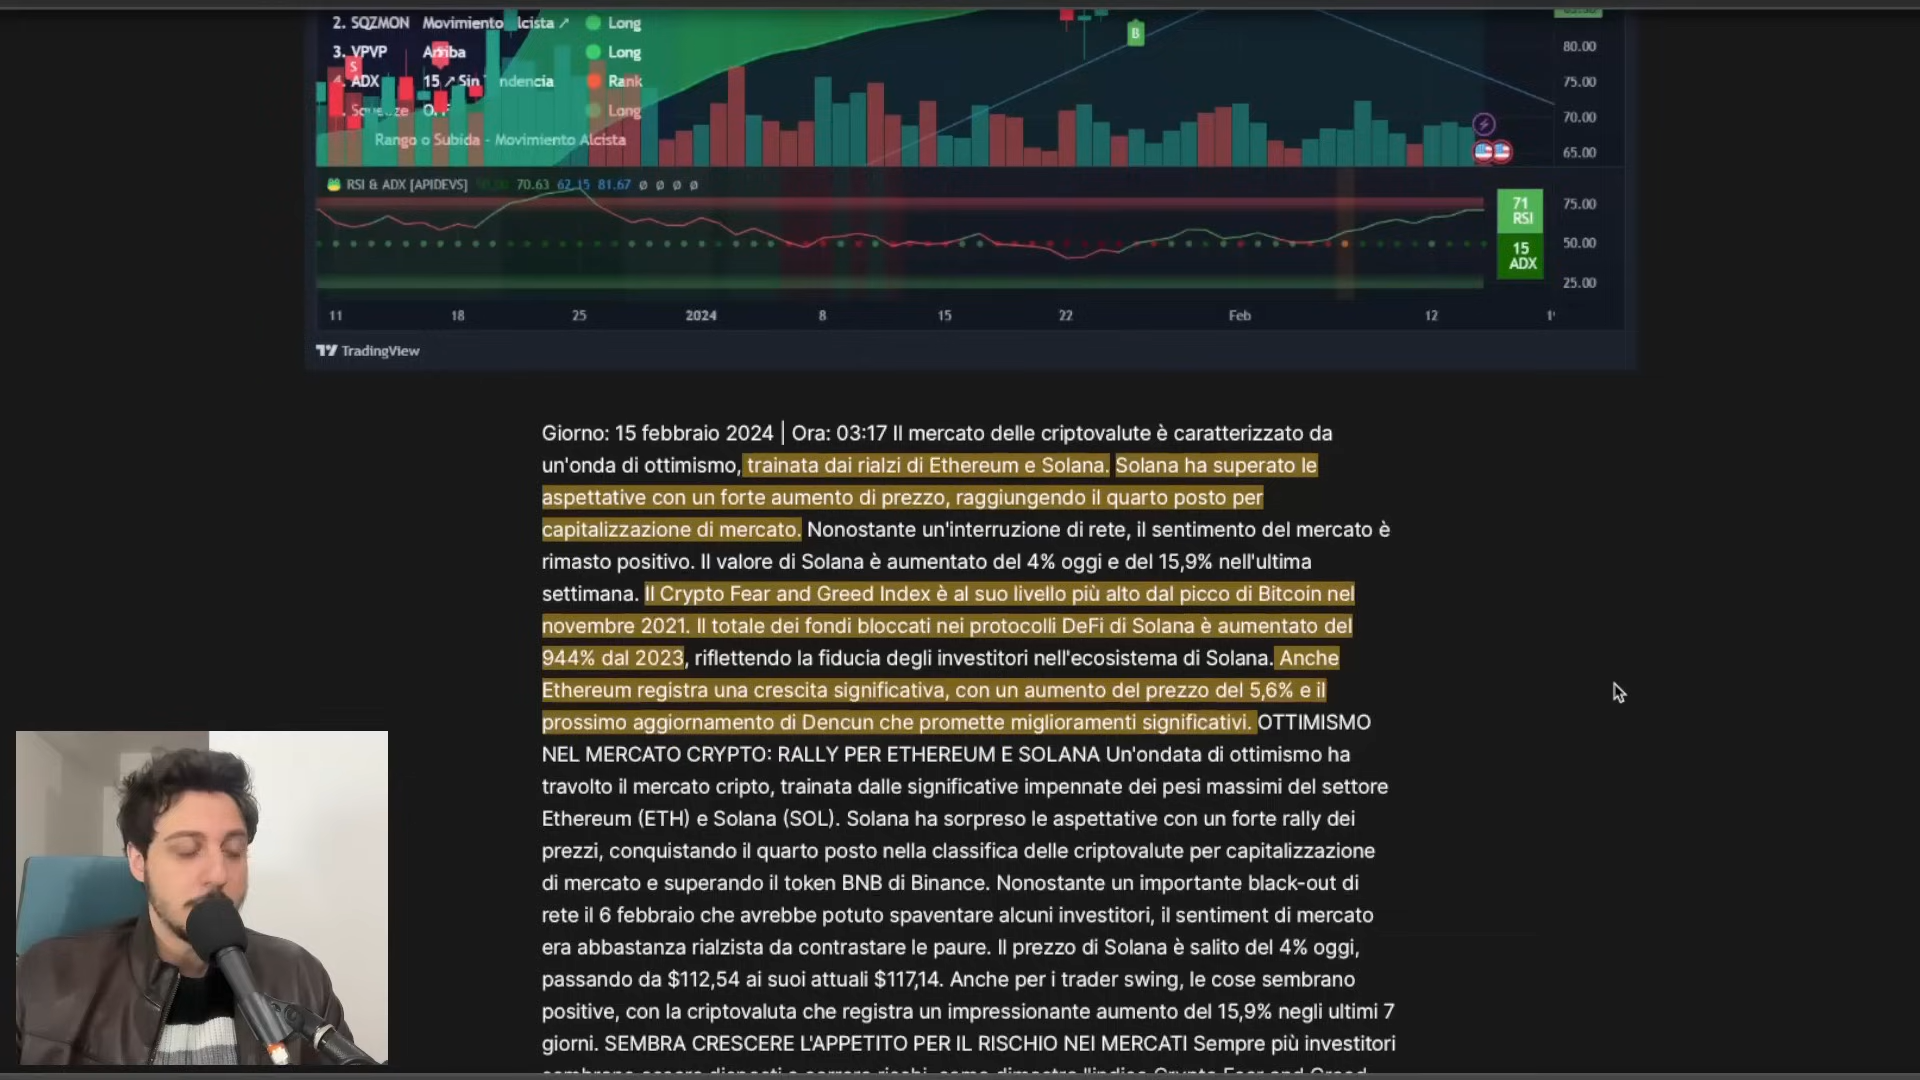 2. SQZMON Movimiento Alcista ↗ Long
3. VPVP Arriba Long
S
4. ADX 15 ↗ Sin Tendencia Rank
Squeeze Off Long
Rango o Subida - Movimiento Alcista
B
80.00
75.00
70.00
65.00
RSI & ADX [APIDEVS] 70.63 62.15 81.67 ø ø ø ø
71
RSI
15
ADX
75.00
50.00
25.00
11 18 25 2024 8 15 22 Feb 12
TradingView
Giorno: 15 febbraio 2024 | Ora: 03:17 Il mercato delle criptovalute è caratterizzato da
un'onda di ottimismo, trainata dai rialzi di Ethereum e Solana. Solana ha superato le
aspettative con un forte aumento di prezzo, raggiungendo il quarto posto per
capitalizzazione di mercato. Nonostante un'interruzione di rete, il sentimento del mercato è
rimasto positivo. Il valore di Solana è aumentato del 4% oggi e del 15,9% nell'ultima
settimana. Il Crypto Fear and Greed Index è al suo livello più alto dal picco di Bitcoin nel
novembre 2021. Il totale dei fondi bloccati nei protocolli DeFi di Solana è aumentato del
944% dal 2023, riflettendo la fiducia degli investitori nell'ecosistema di Solana. Anche
Ethereum registra una crescita significativa, con un aumento del prezzo del 5,6% e il
prossimo aggiornamento di Dencun che promette miglioramenti significativi. OTTIMISMO
NEL MERCATO CRYPTO: RALLY PER ETHEREUM E SOLANA Un'ondata di ottimismo ha
travolto il mercato cripto, trainata dalle significative impennate dei pesi massimi del settore
Ethereum (ETH) e Solana (SOL). Solana ha sorpreso le aspettative con un forte rally dei
prezzi, conquistando il quarto posto nella classifica delle criptovalute per capitalizzazione
di mercato e superando il token BNB di Binance. Nonostante un importante black-out di
rete il 6 febbraio che avrebbe potuto spaventare alcuni investitori, il sentiment di mercato
era abbastanza rialzista da contrastare le paure. Il prezzo di Solana è salito del 4% oggi,
passando da $112,54 ai suoi attuali $117,14. Anche per i trader swing, le cose sembrano
positive, con la criptovaluta che registra un impressionante aumento del 15,9% negli ultimi 7
giorni. SEMBRA CRESCERE L'APPETITO PER IL RISCHIO NEI MERCATI Sempre più investitori